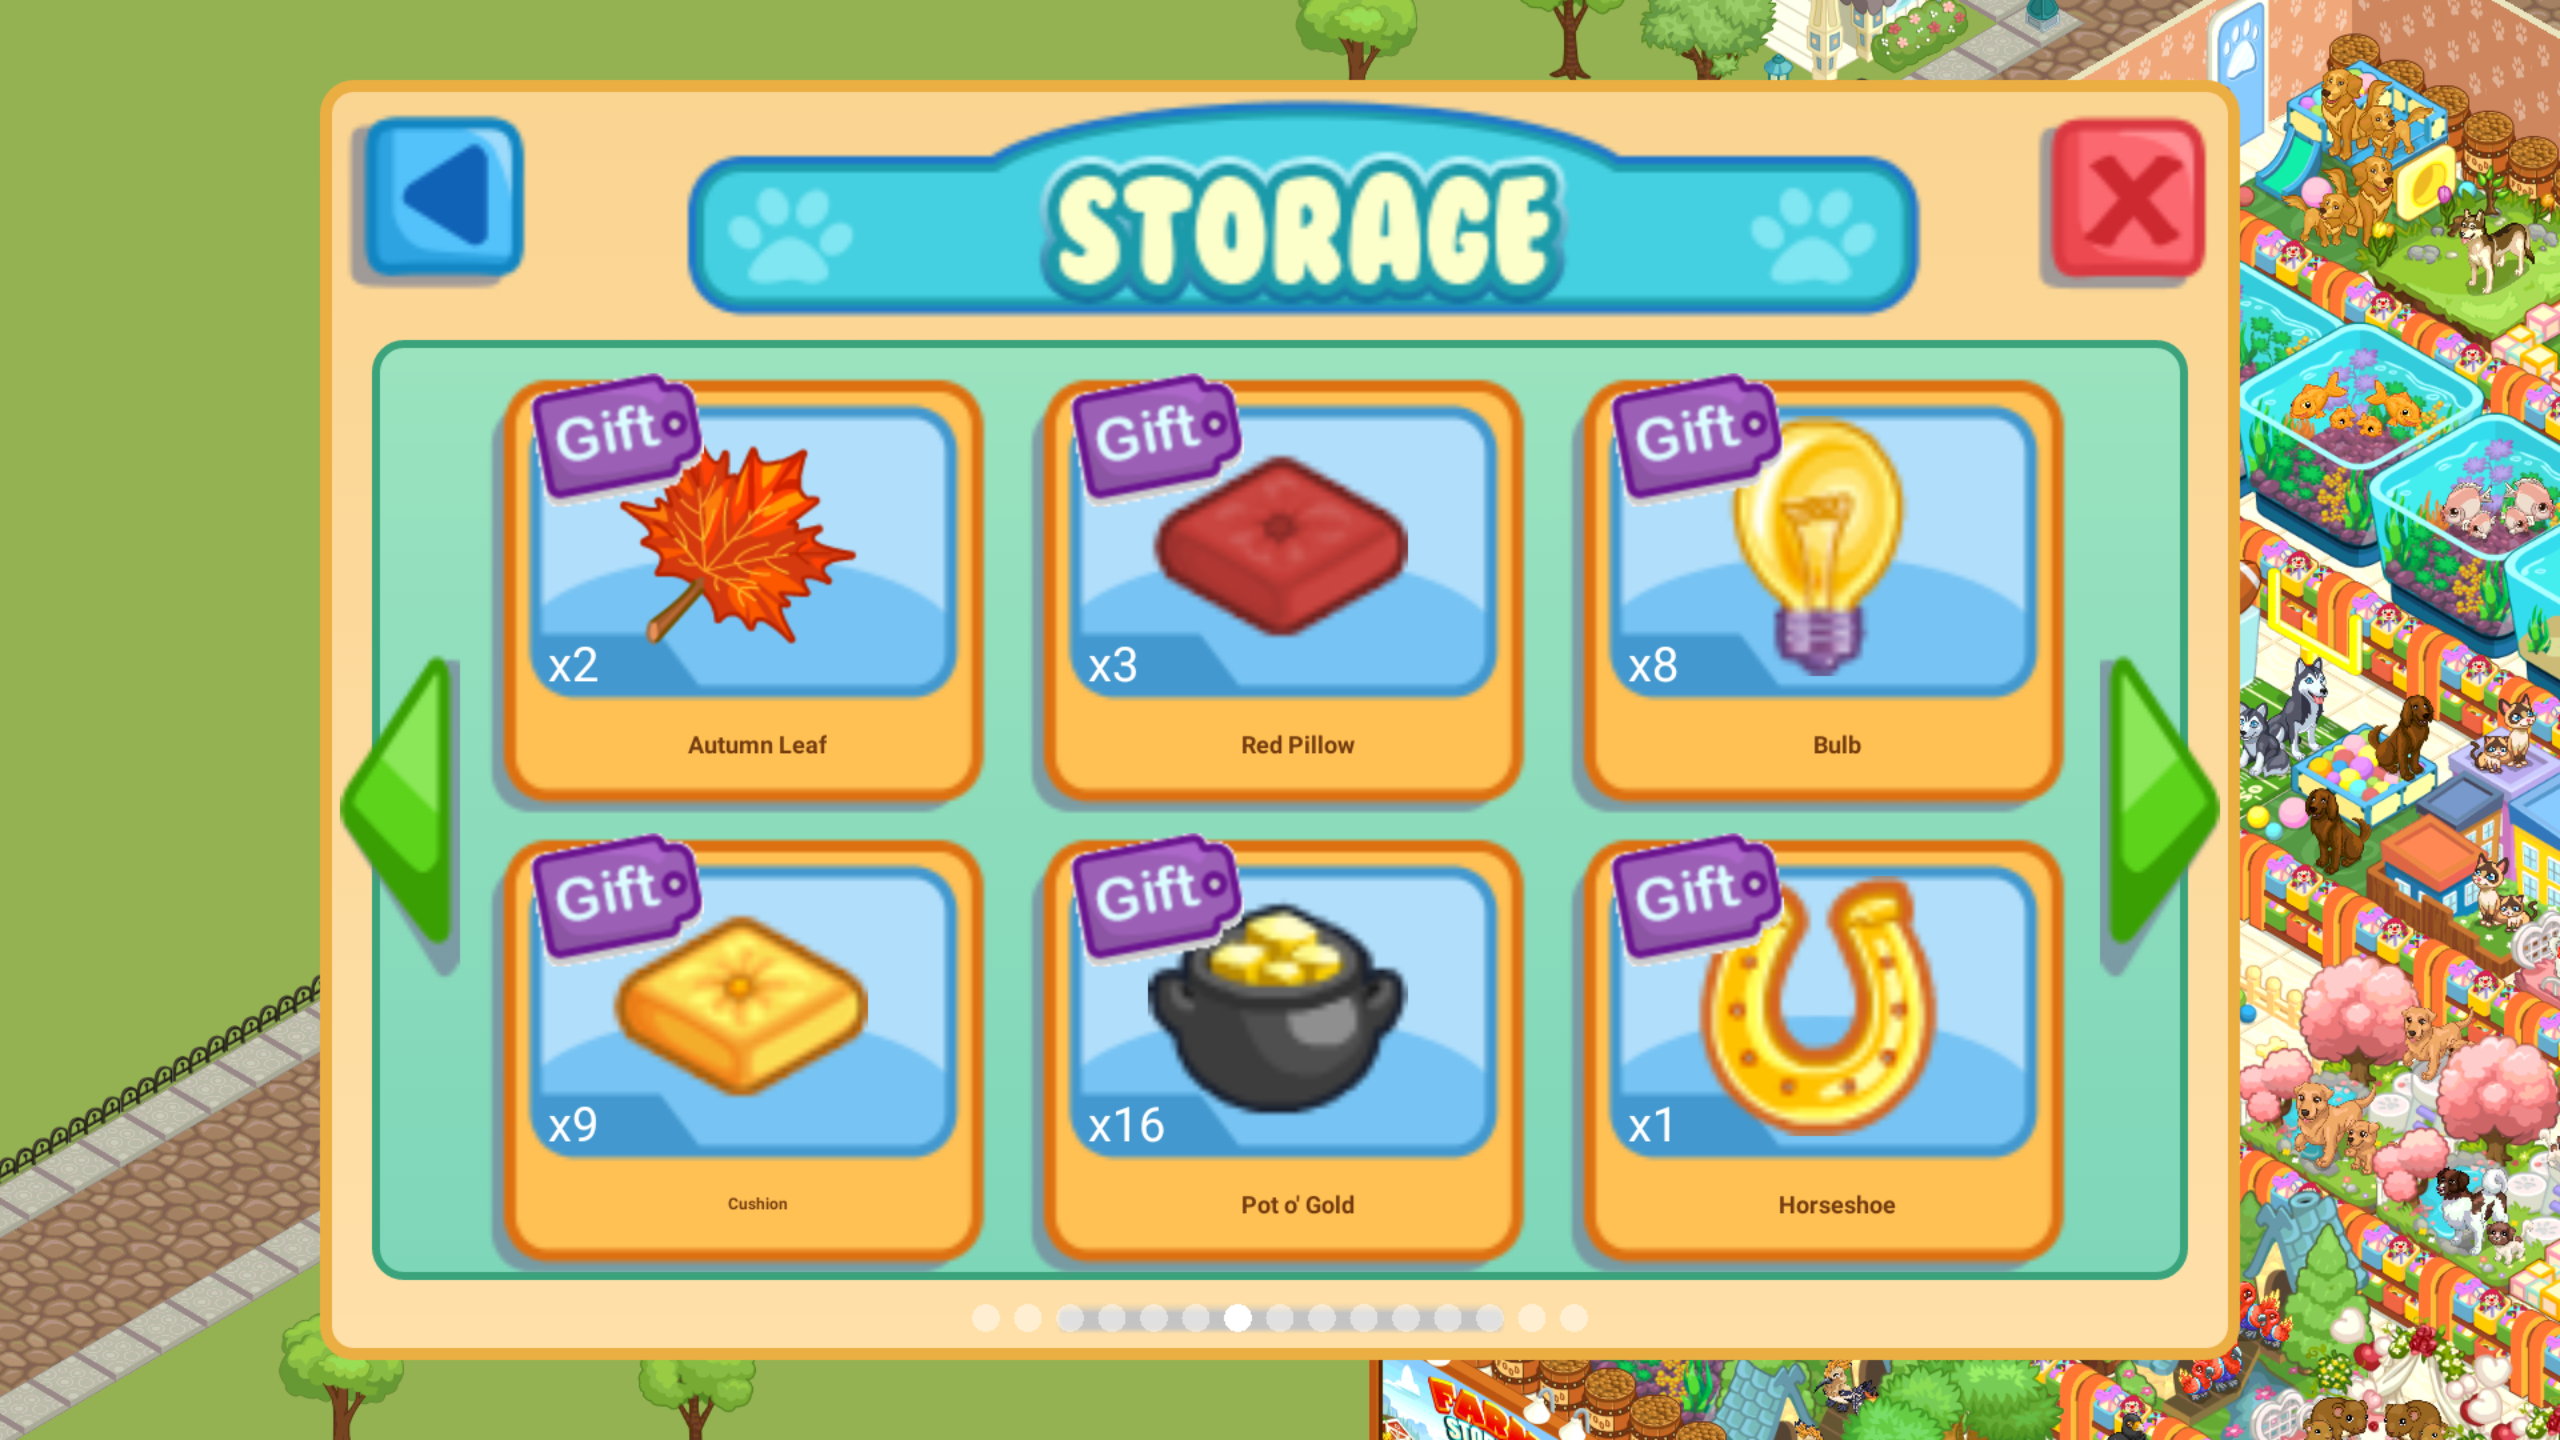 STORAGE
Gift
Gift
Gift
x2
x3
x8
Autumn Leaf
Red Pillow
Bulb
Gift
Gift
Gift
x9
x16
x1
Cushion
Pot o' Gold
Horseshoe